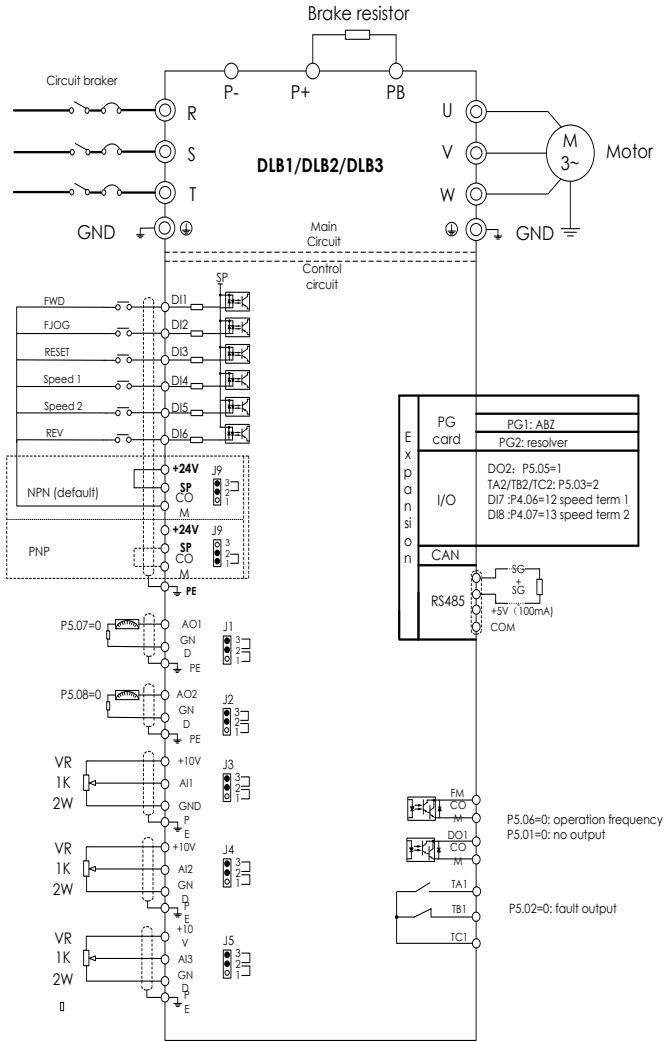 Brake resistor
Circuit braker
P-
P+
PB
R
S
T
GND
U
V
W
GND
M
3~
Motor
DLB1/DLB2/DLB3
Main
Circuit
Control
circuit
SP
FWD
DI1
FJOG
DI2
RESET
DI3
Speed 1
DI4
Speed 2
DI5
REV
DI6
NPN (default)
+24V
SP
CO
M
J9
3
2
1
PNP
+24V
SP
CO
M
J9
3
2
1
PE
P5.07=0
AO1
GN
D
PE
J1
3
2
1
P5.08=0
AO2
GN
D
PE
J2
3
2
1
VR
1K
2W
+10V
AI1
GND
P
E
J3
3
2
1
VR
1K
2W
+10V
AI2
GN
D
P
E
J4
3
2
1
VR
1K
2W
+10
V
AI3
GN
D
P
E
J5
3
2
1
Expansion
PG
card
PG1: ABZ
PG2: resolver
I/O
DO2: P5.05=1
TA2/TB2/TC2: P5.03=2
DI7 :P4.06=12 speed term 1
DI8 :P4.07=13 speed term 2
CAN
RS485
SG
+
SG
-
+5V (100mA)
COM
FM
CO
M
DO1
CO
M
P5.06=0: operation frequency
P5.01=0: no output
TA1
TB1
TC1
P5.02=0: fault output